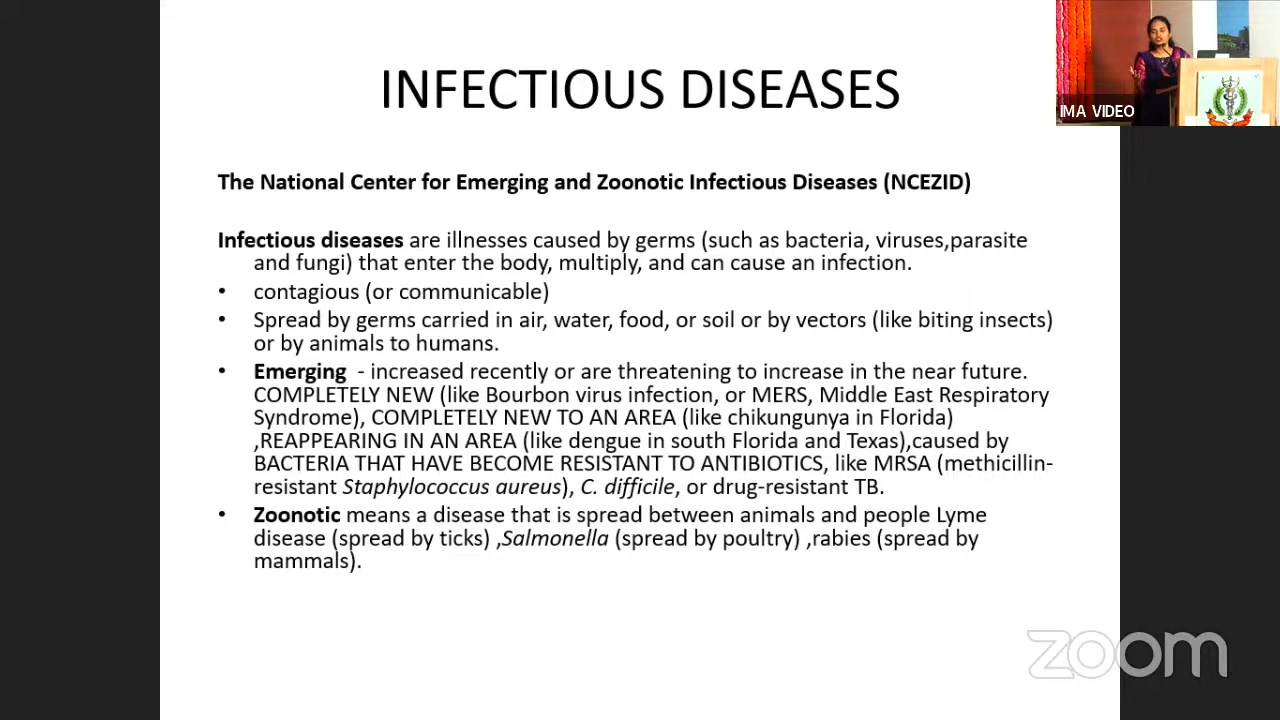 INFECTIOUS DISEASES
IMA VIDEO
The National Center for Emerging and Zoonotic Infectious Diseases (NCEZID)
Infectious diseases are illnesses caused by germs (such as bacteria, viruses,parasite
and fungi) that enter the body, multiply, and can cause an infection.
• contagious (or communicable)
• Spread by germs carried in air, water, food, or soil or by vectors (like biting insects)
or by animals to humans.
• Emerging - increased recently or are threatening to increase in the near future.
COMPLETELY NEW (like Bourbon virus infection, or MERS, Middle East Respiratory
Syndrome), COMPLETELY NEW TO AN AREA (like chikungunya in Florida)
,REAPPEARING IN AN AREA (like dengue in south Florida and Texas),caused by
BACTERIA THAT HAVE BECOME RESISTANT TO ANTIBIOTICS, like MRSA (methicillin-
resistant Staphylococcus aureus), C. difficile, or drug-resistant TB.
• Zoonotic means a disease that is spread between animals and people Lyme
disease (spread by ticks) ,Salmonella (spread by poultry) ,rabies (spread by
mammals).
zoom